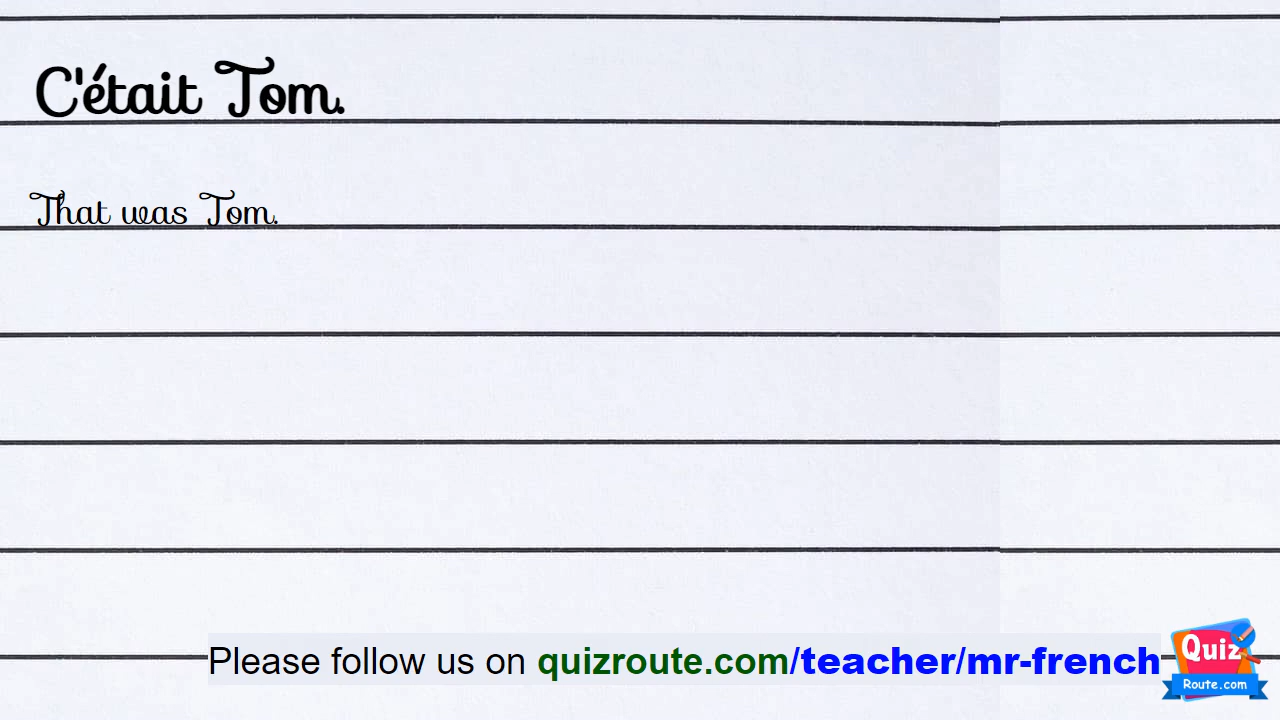 C'était Tom.
That was Tom.
Please follow us on quizroute.com/teacher/mr-french
Quiz
Route.com